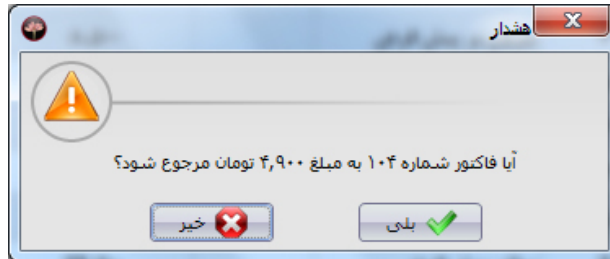 هشدار
آیا فاکتور شماره ۱۰۴ به مبلغ ۴,۹۰۰ تومان مرجوع شود؟
بلی
خیر